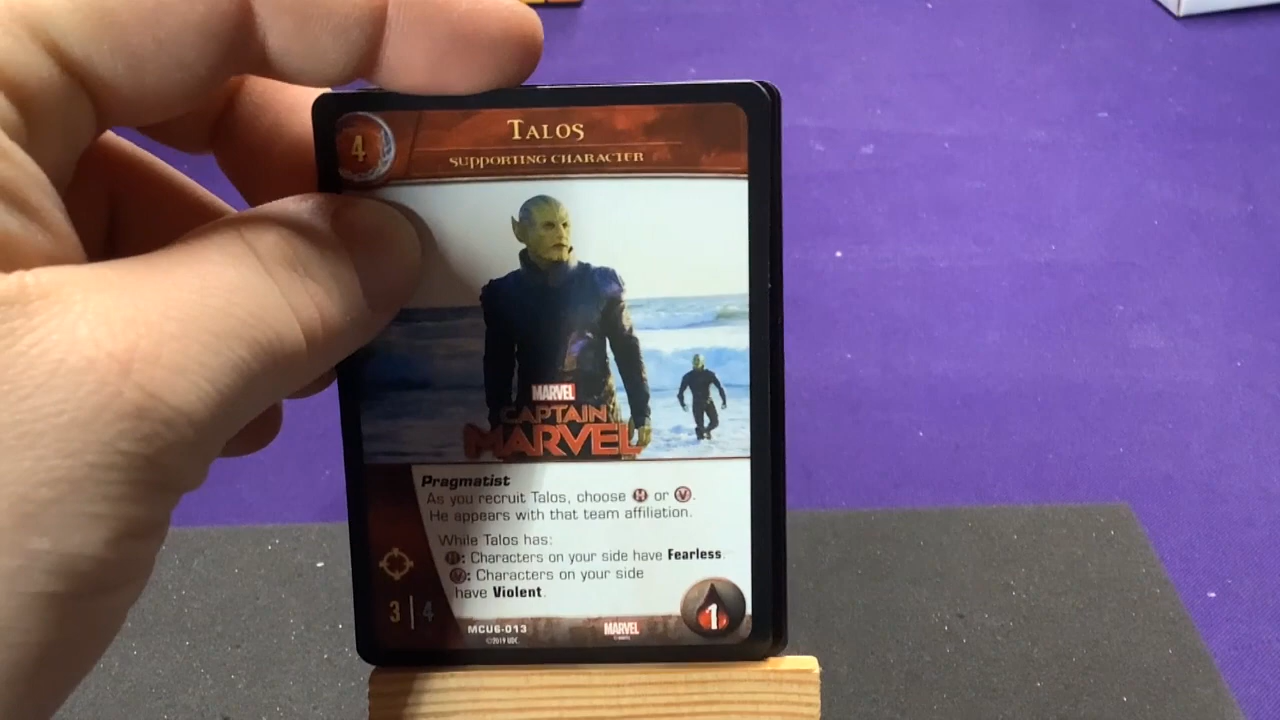 4
TALOS
SUPPORTING CHARACTER
MARVEL
CAPTAIN
MARVEL
Pragmatist
As you recruit Talos, choose H or V.
He appears with that team affiliation.
While Talos has:
H: Characters on your side have Fearless.
V: Characters on your side
have Violent.
3 | 4
1
MCU6-013
©2019 UDC
MARVEL